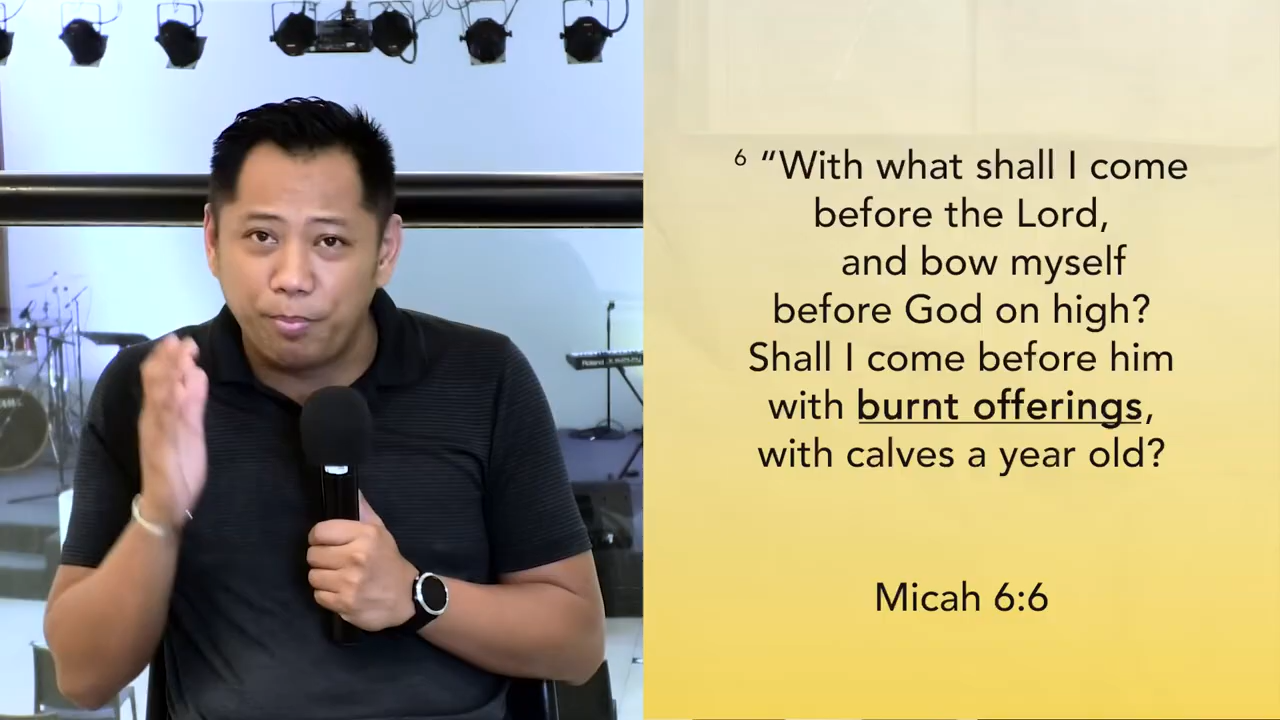 6 “With what shall I come
before the Lord,
and bow myself
before God on high?
Shall I come before him
with burnt offerings,
with calves a year old?
Micah 6:6
Roland